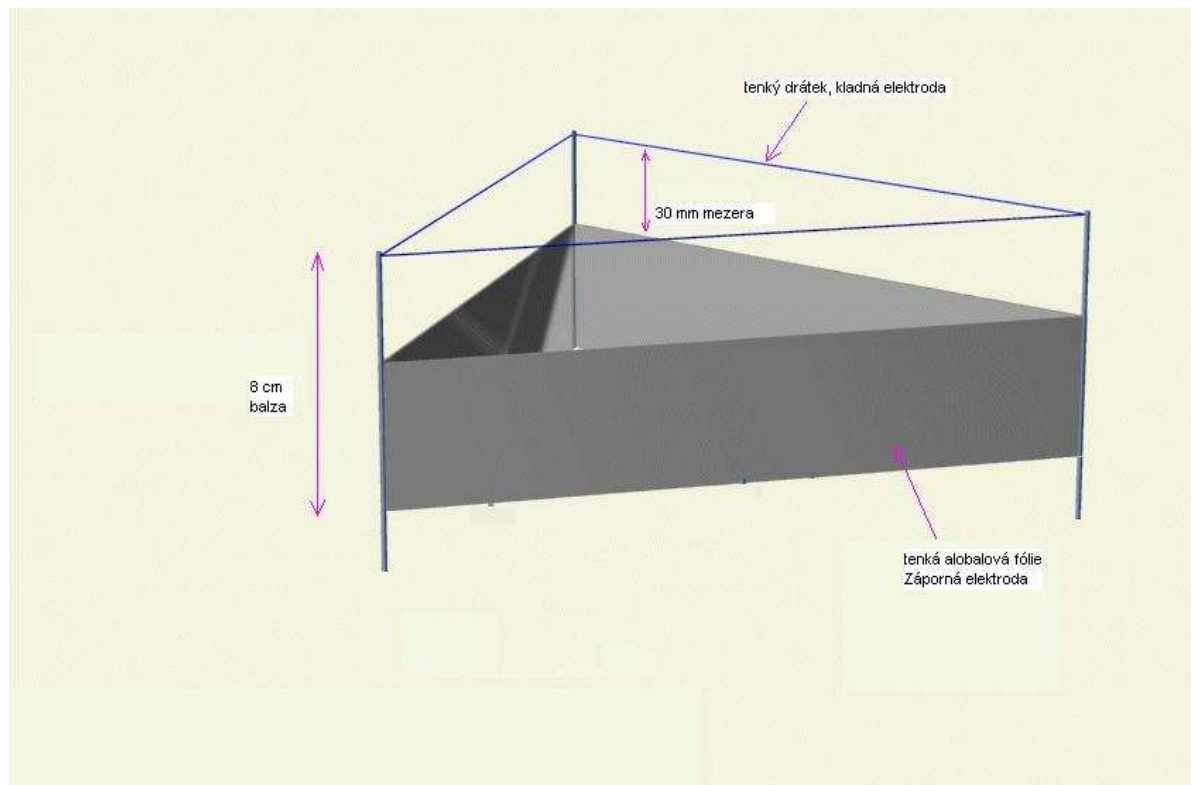 tenký drátek, kladná elektroda
30 mm mezera
8 cm
balza
tenká alobalová fólie
Záporná elektroda